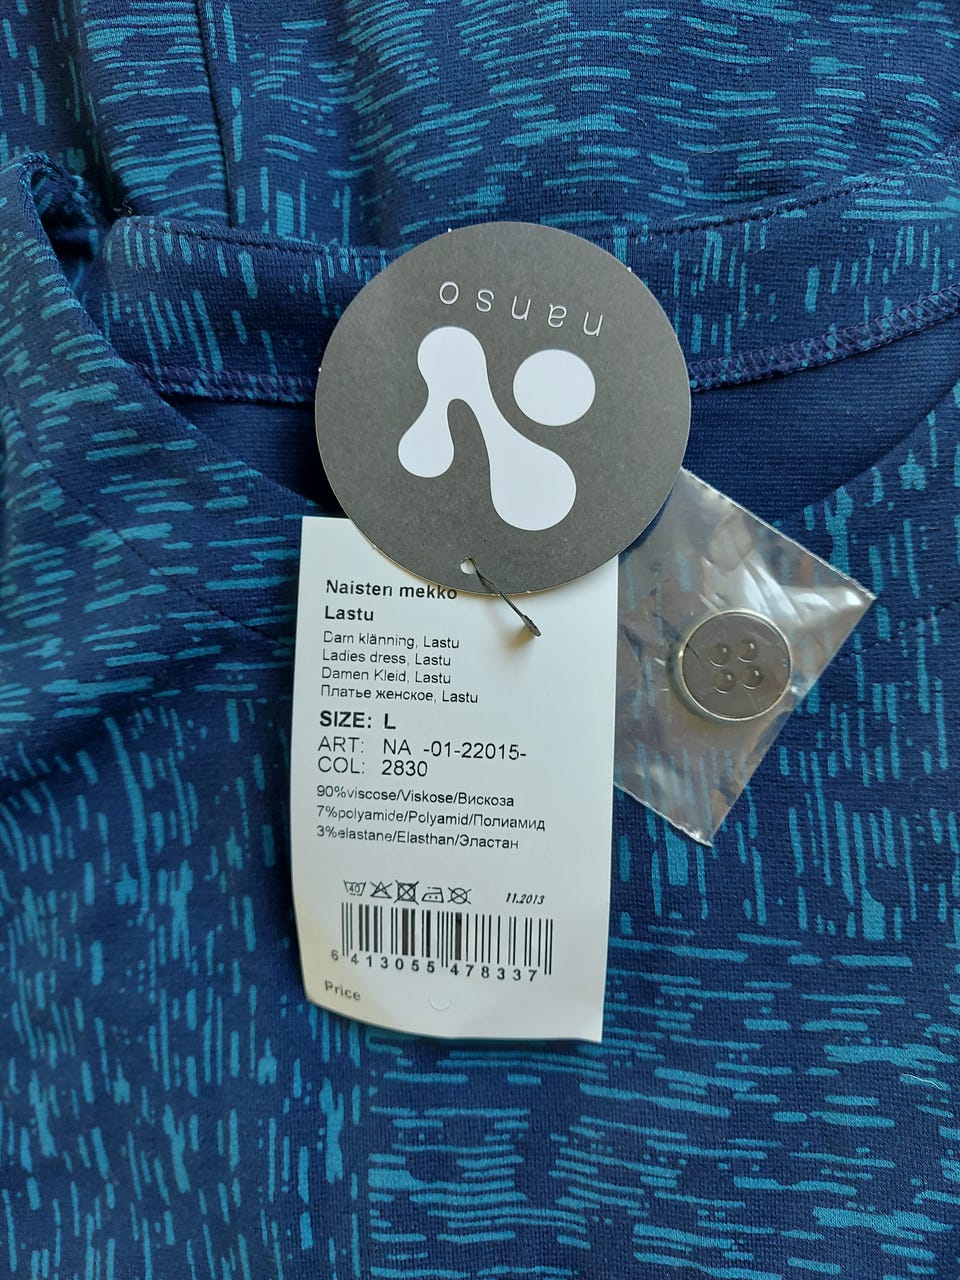 nanso
Naisten mekko
Lastu
Dam klänning, Lastu
Ladies dress, Lastu
Damen Kleid, Lastu
Платье женское, Lastu
SIZE: L
ART: NA -01-22015-
COL: 2830
90%viscose/Viskose/Вискоза
7%polyamide/Polyamid/Полиамид
3%elastane/Elasthan/Эластан
40
11.2013
6 413055 478337
Price